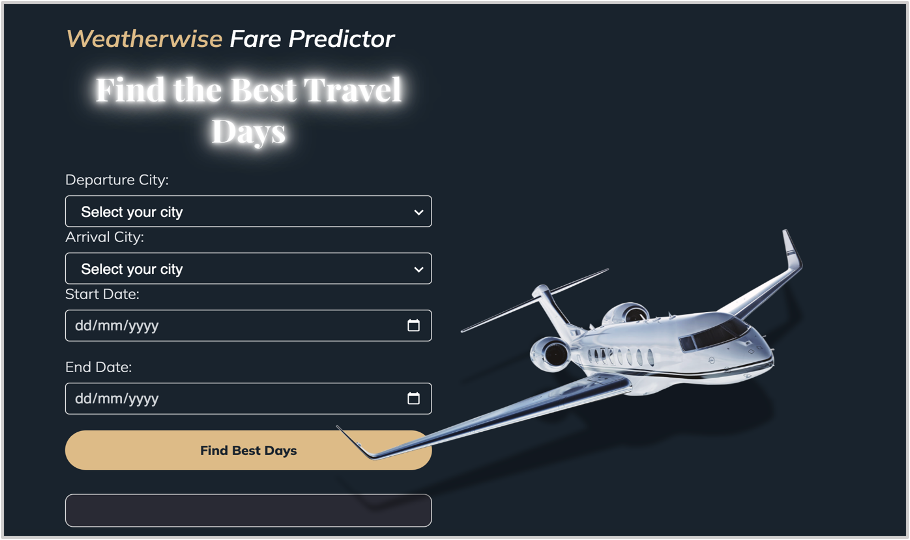 Weatherwise Fare Predictor
Find the Best Travel
Days
Departure City:
Select your city
Arrival City:
Select your city
Start Date:
dd/mm/yyyy
End Date:
dd/mm/yyyy
Find Best Days